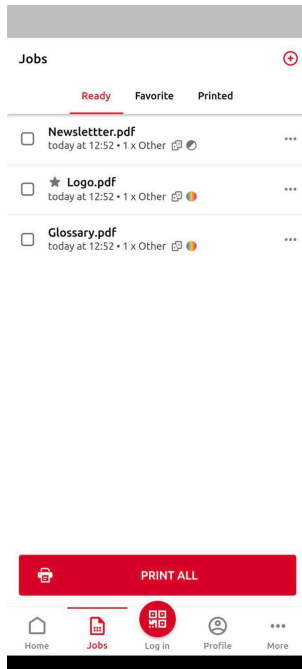 Jobs
Ready Favorite Printed
Newslettter.pdf
today at 12:52 • 1 x Other
Logo.pdf
today at 12:52 • 1 x Other
Glossary.pdf
today at 12:52 • 1 x Other
PRINT ALL
Home Jobs Log in Profile More